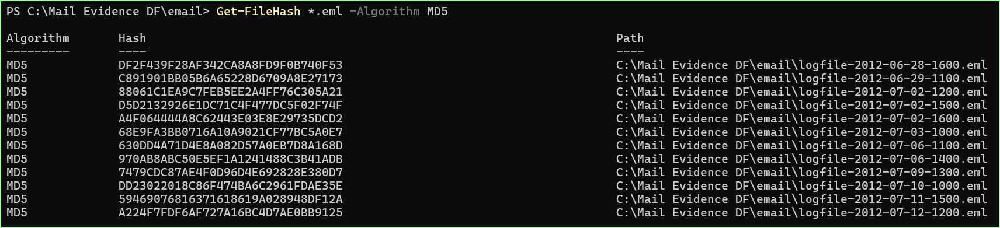 PS C:\Mail Evidence DF\email> Get-FileHash *.eml -Algorithm MD5
Algorithm Hash Path
--------- ---- ----
MD5 DF2F439F28AF342CA8A8FD9F0B740F53 C:\Mail Evidence DF\email\logfile-2012-06-28-1600.eml
MD5 C891901BB05B6A65228D6709A8E27173 C:\Mail Evidence DF\email\logfile-2012-06-29-1100.eml
MD5 88061C1EA9C7FEB5EE2A4FF76C305A21 C:\Mail Evidence DF\email\logfile-2012-07-02-1200.eml
MD5 D5D2132926E1DC71C4F477DC5F02F74F C:\Mail Evidence DF\email\logfile-2012-07-02-1500.eml
MD5 A4F064444A8C62443E03E8E29735DCD2 C:\Mail Evidence DF\email\logfile-2012-07-02-1600.eml
MD5 68E9FA3BB0716A10A9021CF77BC5A0E7 C:\Mail Evidence DF\email\logfile-2012-07-03-1000.eml
MD5 630DD4A71D4E8A082D57A0EB7D8A168D C:\Mail Evidence DF\email\logfile-2012-07-06-1100.eml
MD5 970AB8ABC50E5EF1A1241488C3B41ADB C:\Mail Evidence DF\email\logfile-2012-07-06-1400.eml
MD5 7479CDC87AE4F0D96D4E692828E380D7 C:\Mail Evidence DF\email\logfile-2012-07-09-1300.eml
MD5 DD23022018C86F474BA6C2961FDAE35E C:\Mail Evidence DF\email\logfile-2012-07-10-1000.eml
MD5 59469076816371618619A028948DF12A C:\Mail Evidence DF\email\logfile-2012-07-11-1500.eml
MD5 A224F7FDF6AF727A16BC4D7AE0BB9125 C:\Mail Evidence DF\email\logfile-2012-07-12-1200.eml